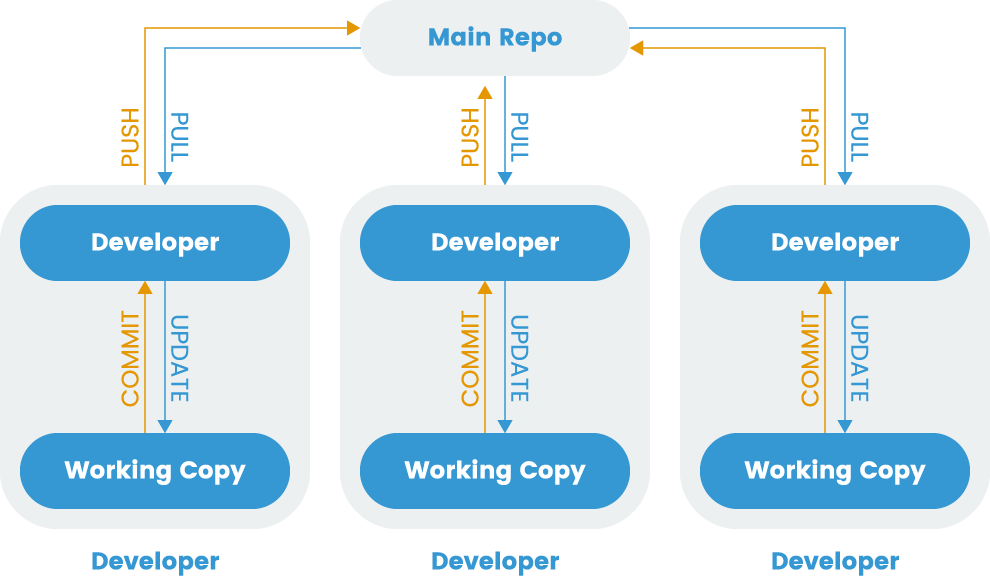 Main Repo
PUSH
PULL
PUSH
PULL
PUSH
PULL
Developer
Developer
Developer
COMMIT
UPDATE
COMMIT
UPDATE
COMMIT
UPDATE
Working Copy
Working Copy
Working Copy
Developer
Developer
Developer